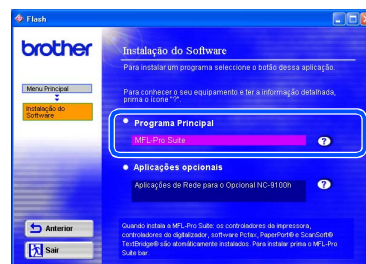 Flash
brother
Instalação do Software
Para instalar um programa seleccione o botão dessa aplicação.
Para conhecer o seu equipamento e ter a informação detalhada, prima o ícone "?".
Menu Principal
Instalação do Software
Programa Principal
MFL-Pro Suite
?
Aplicações opcionais
Aplicações de Rede para o Opcional NC-9100h
?
Anterior
Sair
Quando instala a MFL-Pro Suite: os controladores da impressora,
controladores do digitalizador, software Pcfax, PaperPort® e ScanSoft®
TextBridge® são atomáticamente instalados. Para instalar prima o MFL-Pro
Suite bar.